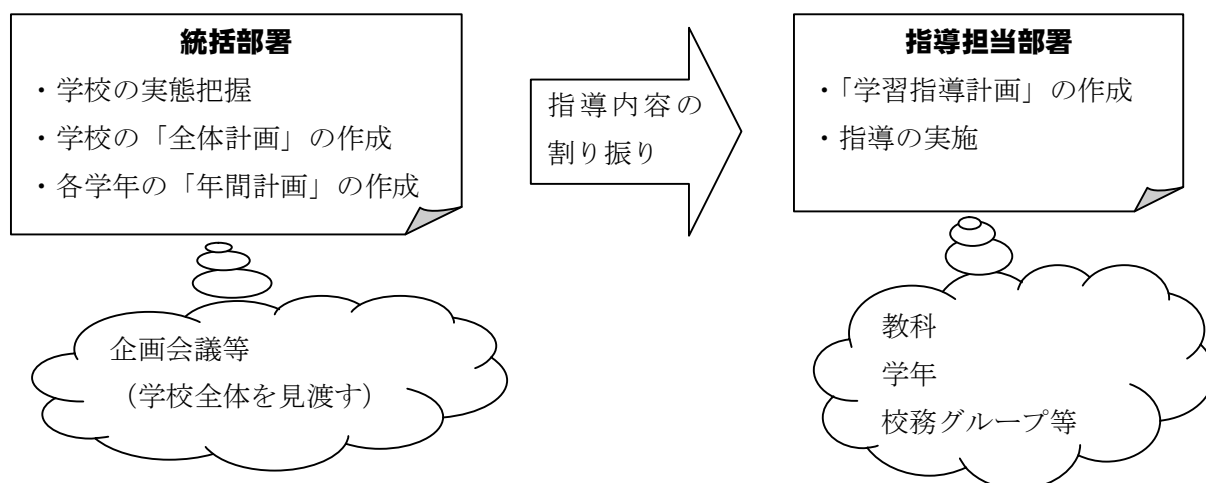 統括部署
・学校の実態把握
・学校の「全体計画」の作成
・各学年の「年間計画」の作成
指導内容の
割り振り
指導担当部署
・「学習指導計画」の作成
・指導の実施
企画会議等
（学校全体を見渡す）
教科
学年
校務グループ等